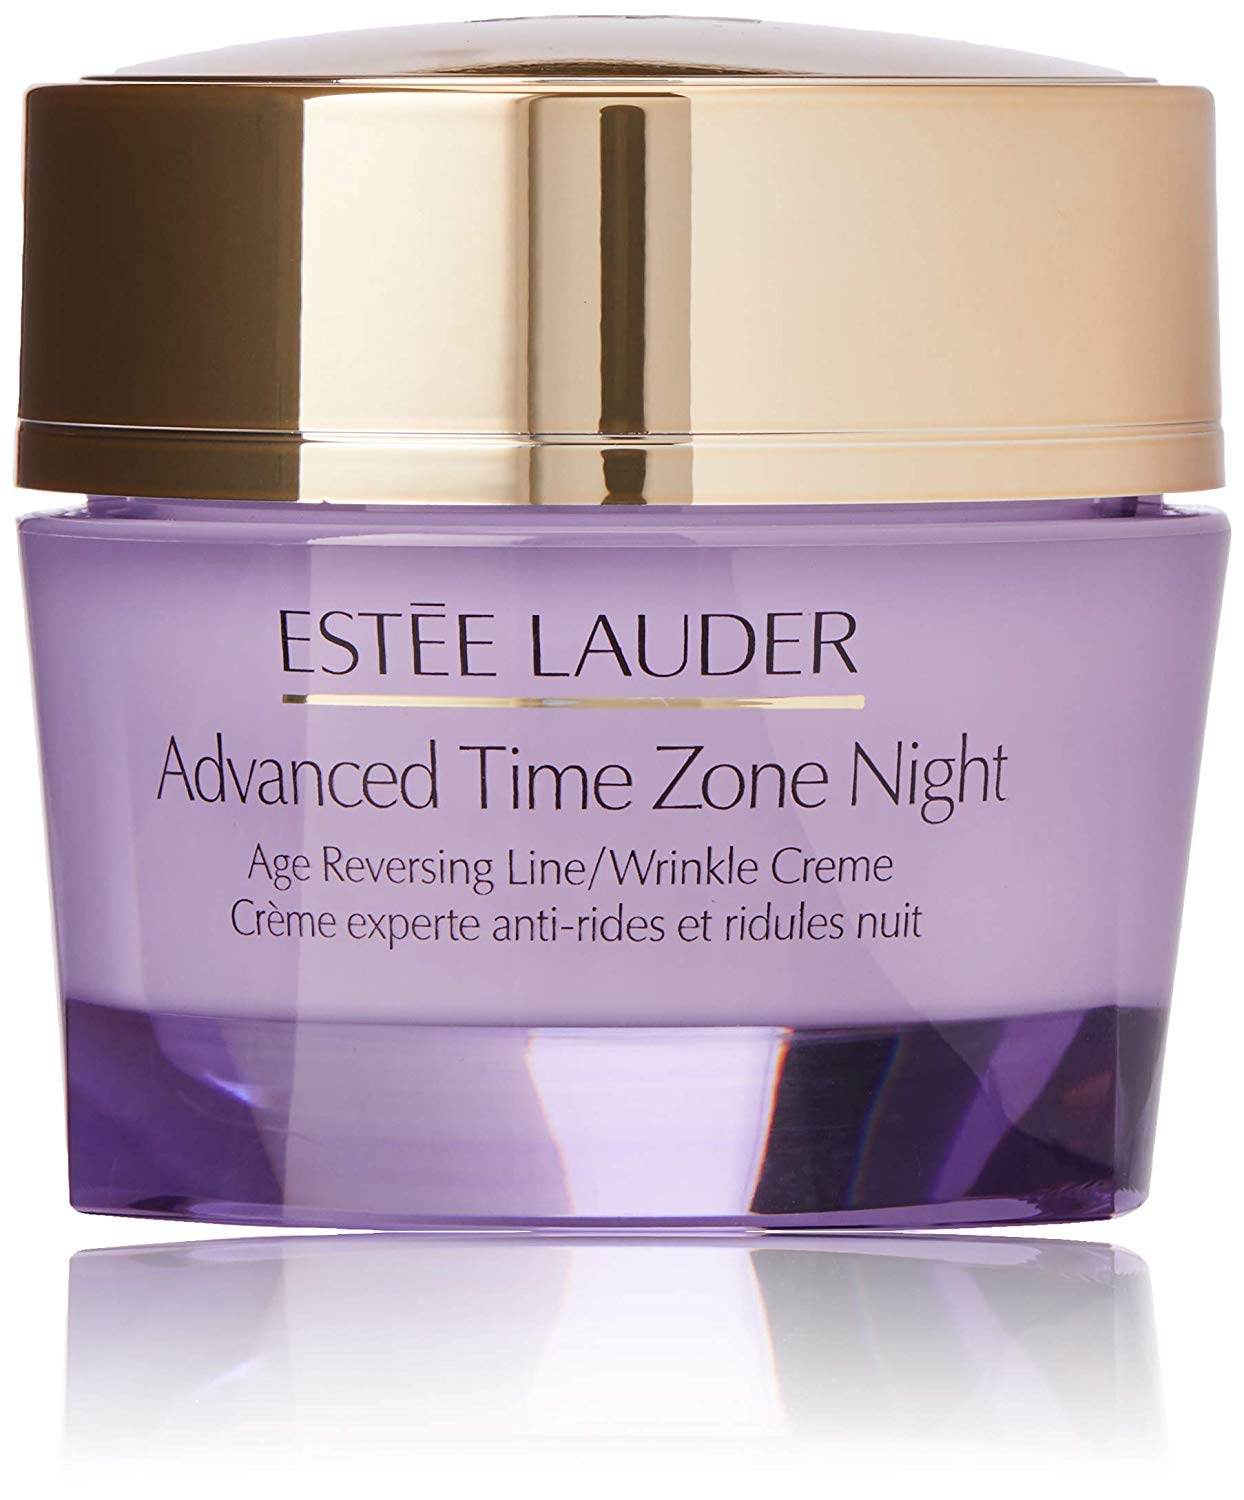 ESTĒE LAUDER
Advanced Time Zone Night
Age Reversing Line/Wrinkle Creme
Crème experte anti-rides et ridules nuit